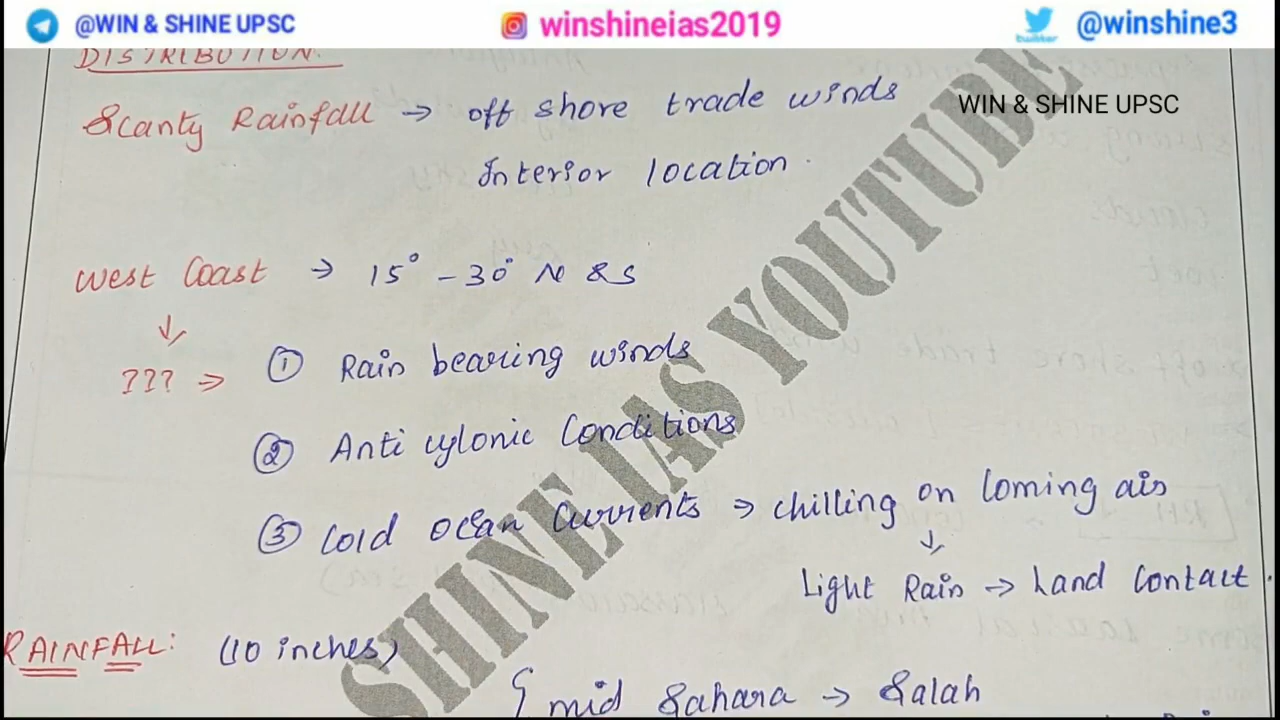 @WIN & SHINE UPSC
winshineias2019
@winshine3
DISTRIBUTION:
WIN & SHINE UPSC
Scanty Rainfall → off shore trade winds
Interior location.
West Coast → 15° - 30° N & S
↓
??? ⇒ ① Rain bearing winds
② Anti cylonic Conditions
③ Cold ocean Currents ⇒ chilling on coming air
↓
Light Rain → Land Contact.
RAINFALL: (10 inches)
mid Sahara → Salah
SHINE IAS YOUTUBE